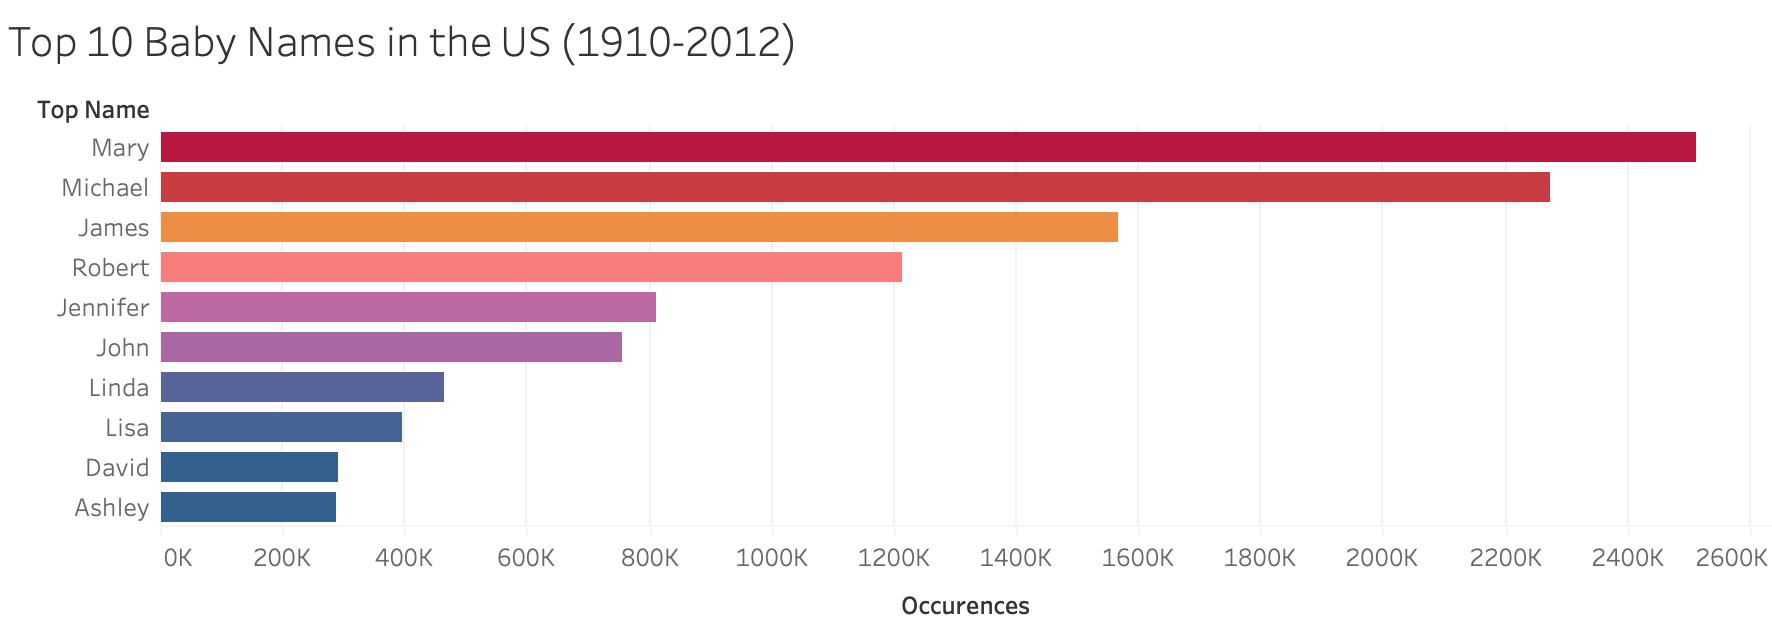 Top 10 Baby Names in the US (1910-2012)
Top Name
Mary
Michael
James
Robert
Jennifer
John
Linda
Lisa
David
Ashley
0K 200K 400K 600K 800K 1000K 1200K 1400K 1600K 1800K 2000K 2200K 2400K 2600K
Occurences